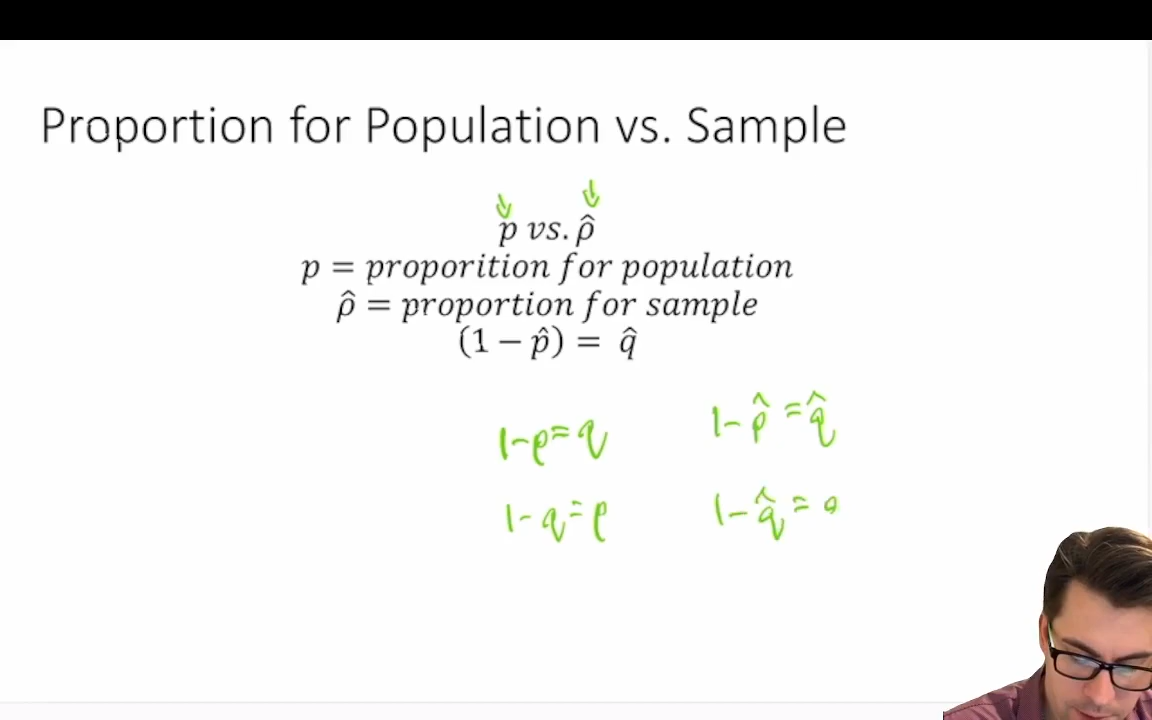 Proportion for Population vs. Sample
p vs. ρ̂
p = proporition for population
ρ̂ = proportion for sample
(1 − p̂) = q̂
1-p=q
1-p̂=q̂
1-q=p
1-q̂=